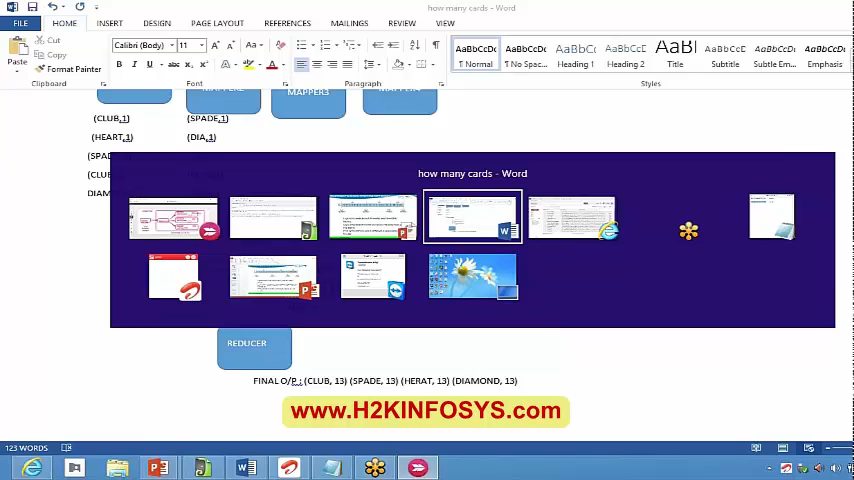 how many cards - Word
FILE HOME INSERT DESIGN PAGE LAYOUT REFERENCES MAILINGS REVIEW VIEW
Cut
Copy
Format Painter
Paste
Clipboard
Calibri (Body) 11
Font
Paragraph
AaBbCcDc AaBbCcDc AaBbCc AaBbCcD AaBI AaBbCcD AaBbCcDc AaBbCcDc
¶ Normal ¶ No Spac... Heading 1 Heading 2 Title Subtitle Subtle Em... Emphasis
Styles
MAPPER3
(CLUB,1) (SPADE,1)
(HEART,1) (DIA,1)
how many cards - Word
REDUCER
FINAL O/P : (CLUB, 13) (SPADE, 13) (HERAT, 13) (DIAMOND, 13)
www.H2KINFOSYS.com
123 WORDS